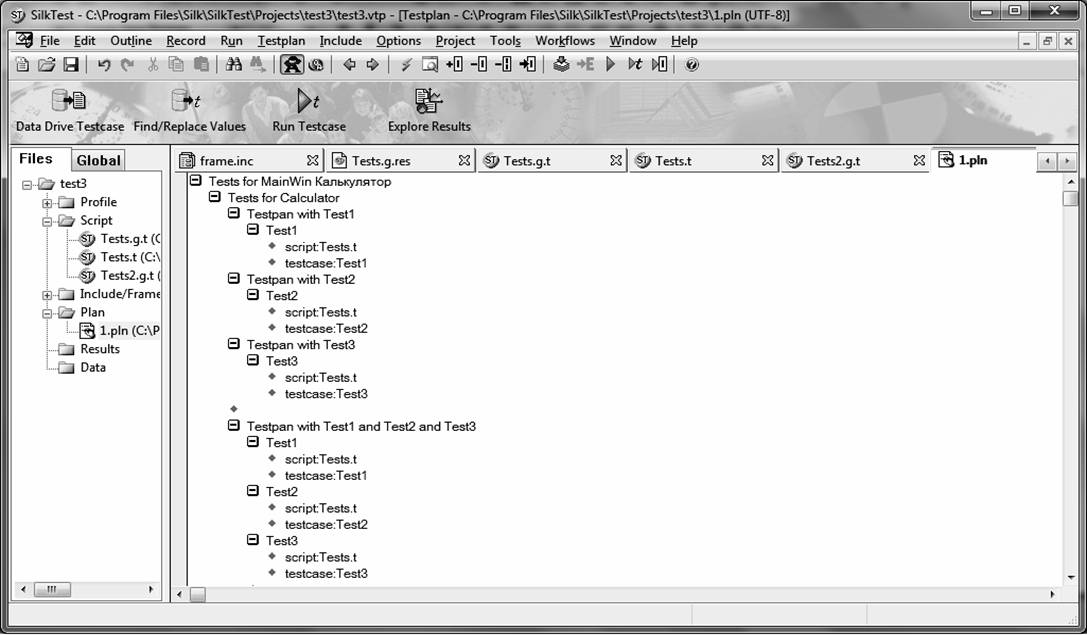 SilkTest - C:\Program Files\Silk\SilkTest\Projects\test3\test3.vtp - [Testplan - C:\Program Files\Silk\SilkTest\Projects\test3\1.pln (UTF-8)]
File Edit Outline Record Run Testplan Include Options Project Tools Workflows Window Help
Data Drive Testcase Find/Replace Values Run Testcase Explore Results
Files Global
frame.inc Tests.g.res Tests.g.t Tests.t Tests2.g.t 1.pln
test3
Profile
Script
Tests.g.t (C
Tests.t (C:\
Tests2.g.t (
Include/Frame
Plan
1.pln (C:\P
Results
Data
Tests for MainWin Калькулятор
Tests for Calculator
Testpan with Test1
Test1
script:Tests.t
testcase:Test1
Testpan with Test2
Test2
script:Tests.t
testcase:Test2
Testpan with Test3
Test3
script:Tests.t
testcase:Test3
Testpan with Test1 and Test2 and Test3
Test1
script:Tests.t
testcase:Test1
Test2
script:Tests.t
testcase:Test2
Test3
script:Tests.t
testcase:Test3